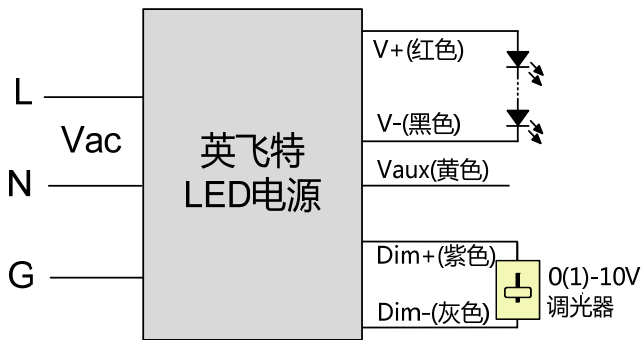 L
Vac
N
G
英飞特
LED电源
V+(红色)
V-(黑色)
Vaux(黄色)
Dim+(紫色)
Dim-(灰色)
0(1)-10V
调光器